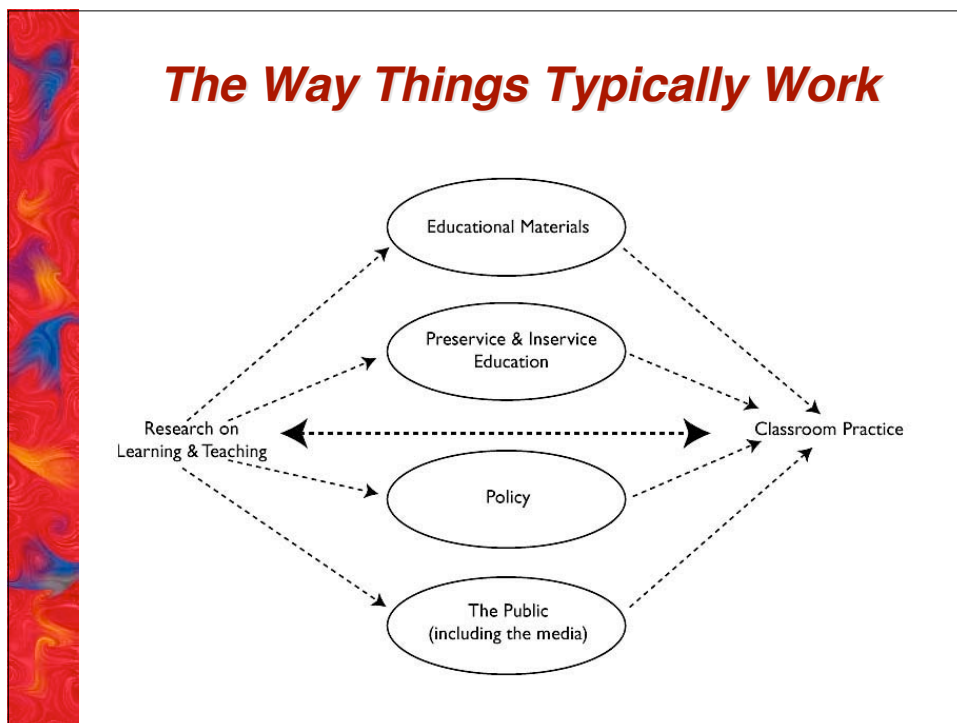 The Way Things Typically Work
Educational Materials
Preservice & Inservice
Education
Research on
Learning & Teaching
Classroom Practice
Policy
The Public
(including the media)